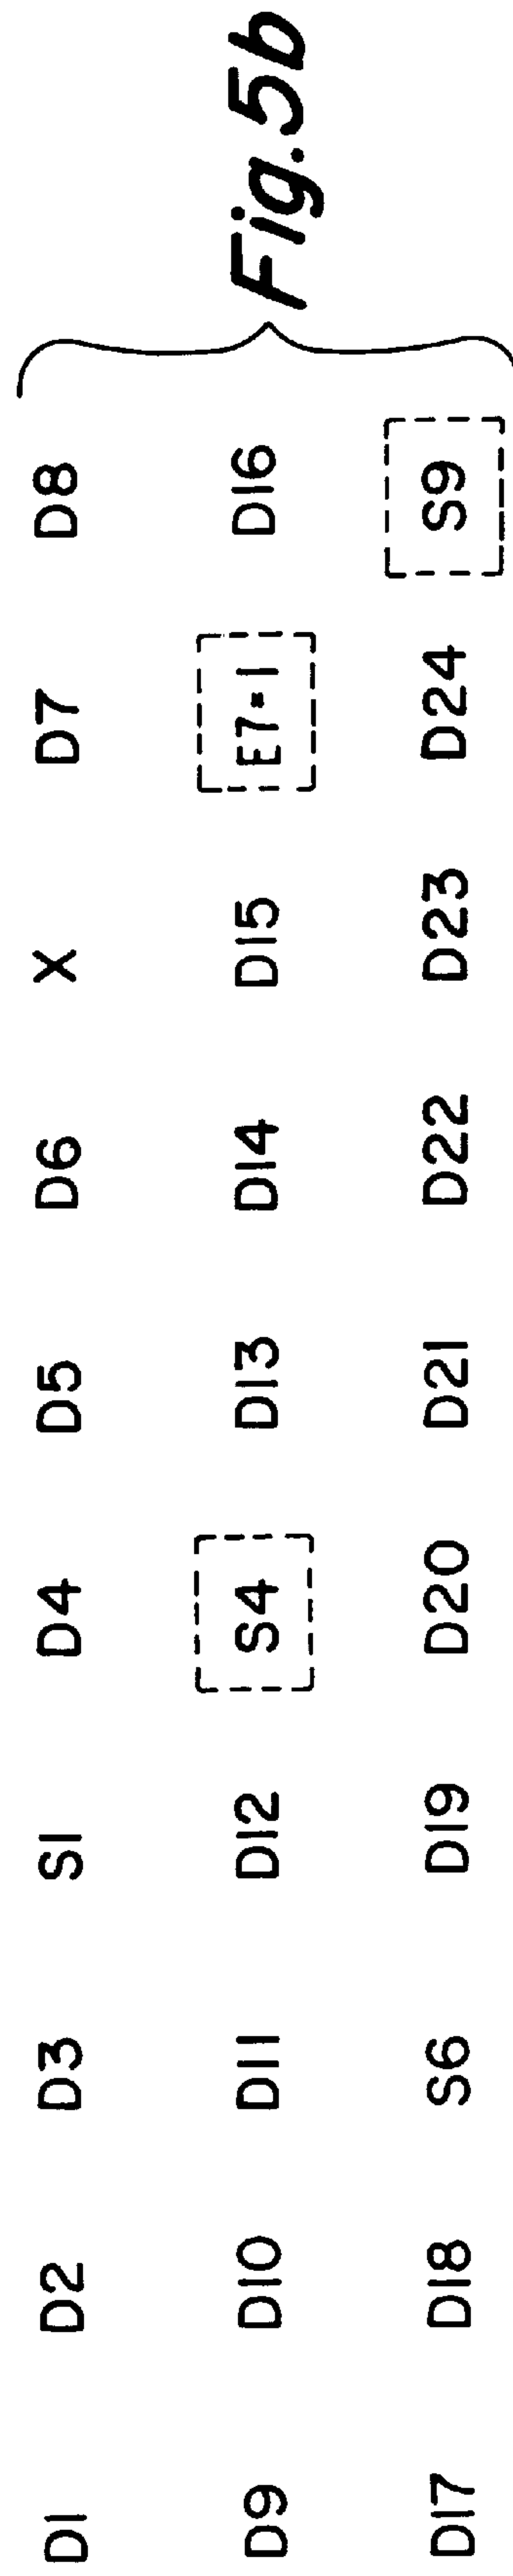 D1 D2 D3 S1 D4 D5 D6 X D7 D8
D9 D10 D11 D12 S4 D13 D14 D15 E7=1 D16
D17 D18 S6 D19 D20 D21 D22 D23 D24 S9
Fig. 5b